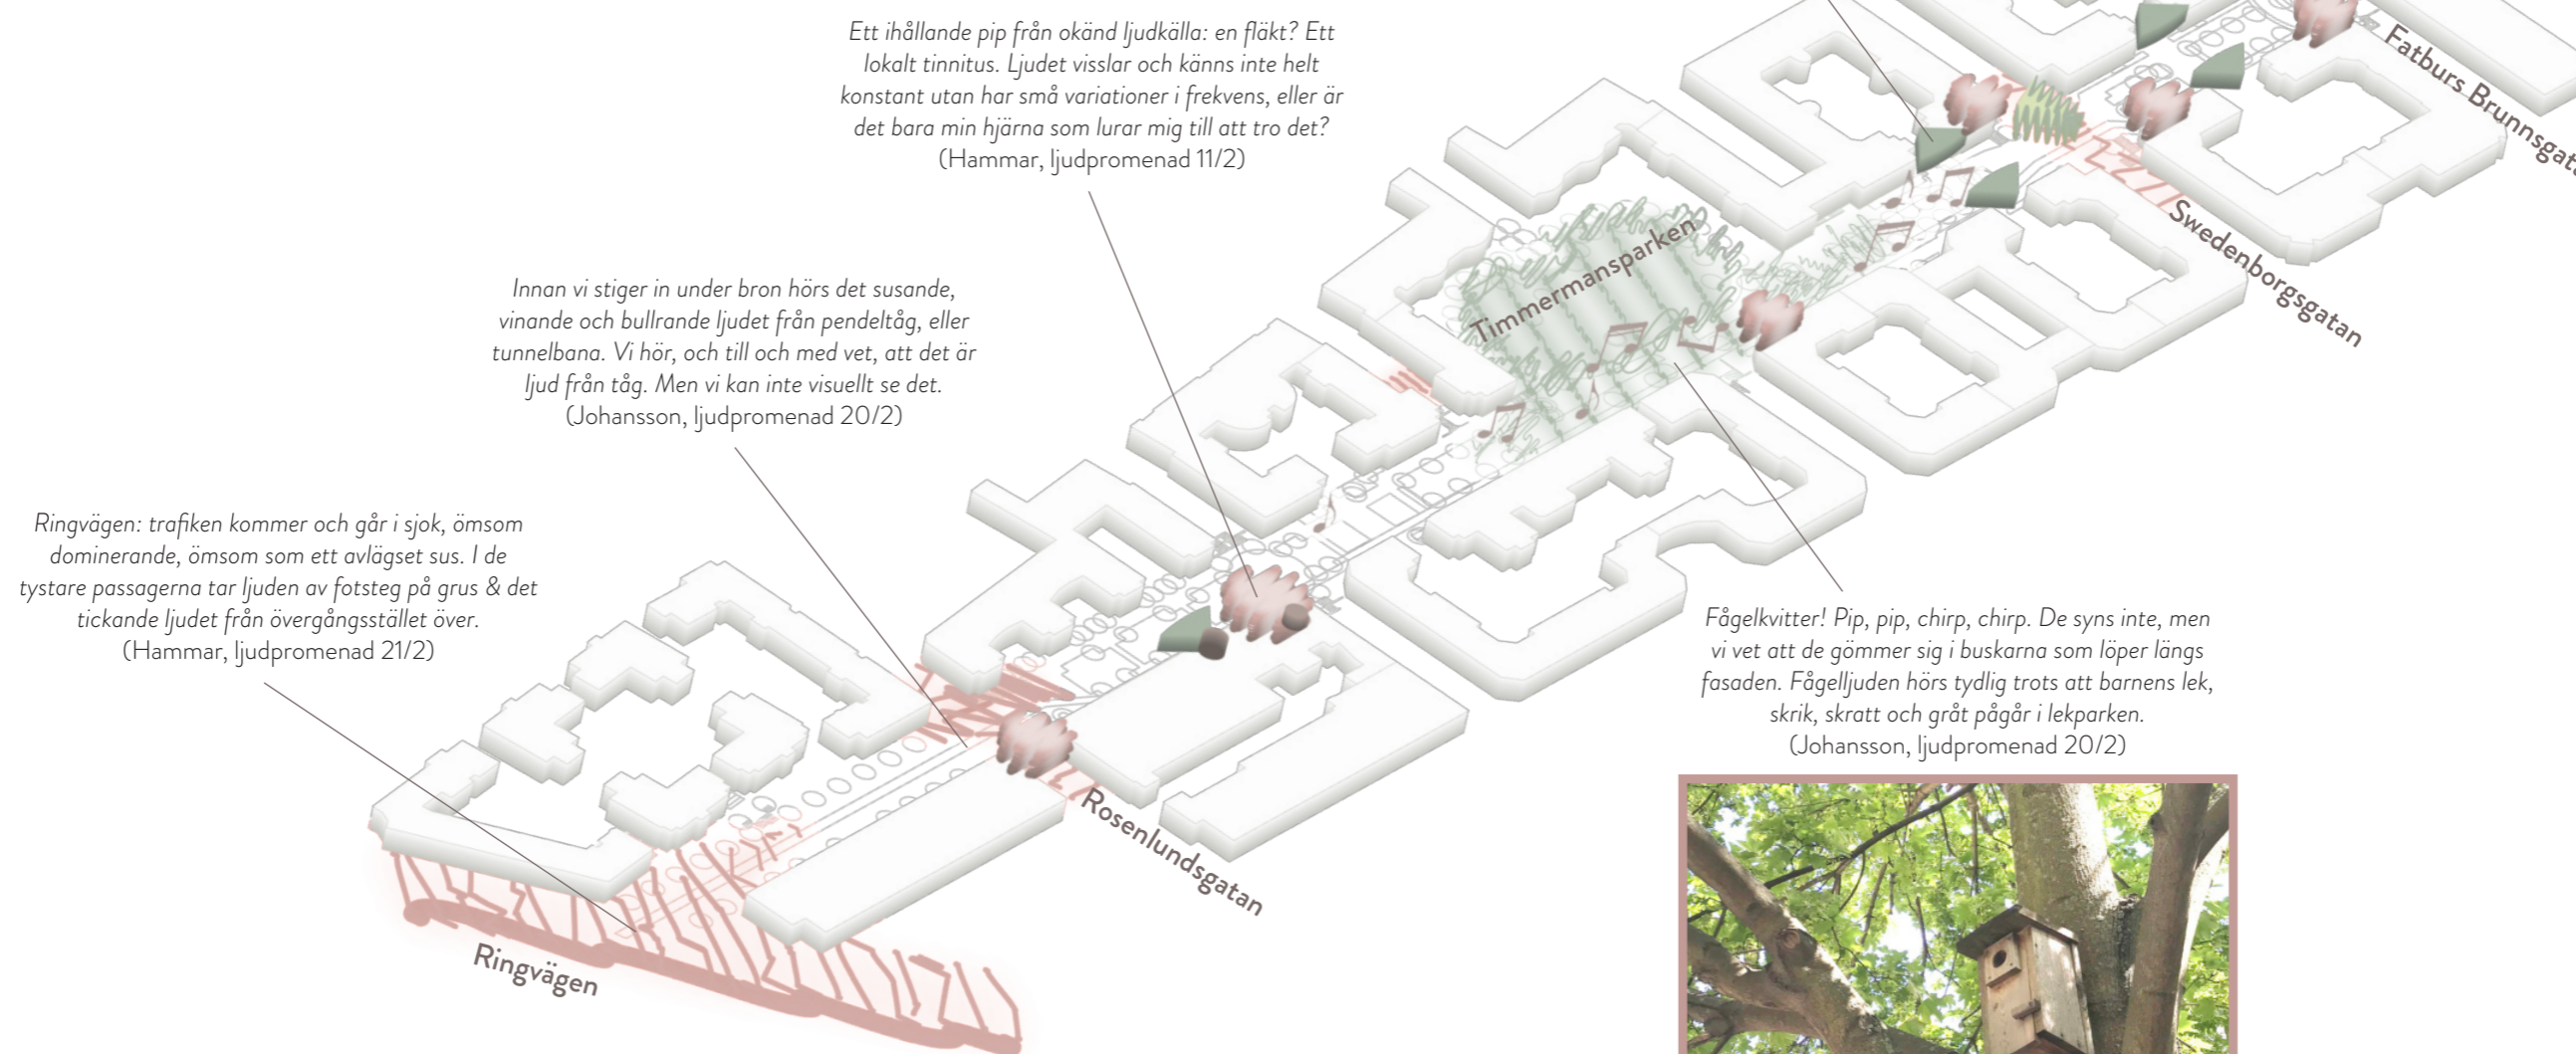 Ett ihållande pip från okänd ljudkälla: en fläkt? Ett
lokalt tinnitus. Ljudet visslar och känns inte helt
konstant utan har små variationer i frekvens, eller är
det bara min hjärna som lurar mig till att tro det?
(Hammar, ljudpromenad 11/2)
Innan vi stiger in under bron hörs det susande,
vinande och bullrande ljudet från pendeltåg, eller
tunnelbana. Vi hör, och till och med vet, att det är
ljud från tåg. Men vi kan inte visuellt se det.
(Johansson, ljudpromenad 20/2)
Ringvägen: trafiken kommer och går i sjok, ömsom
dominerande, ömsom som ett avlägset sus. I de
tystare passagerna tar ljuden av fotsteg på grus & det
tickande ljudet från övergångsstället över.
(Hammar, ljudpromenad 21/2)
Fågelkvitter! Pip, pip, chirp, chirp. De syns inte, men
vi vet att de gömmer sig i buskarna som löper längs
fasaden. Fågelljuden hörs tydlig trots att barnens lek,
skrik, skratt och gråt pågår i lekparken.
(Johansson, ljudpromenad 20/2)
Fatburs Brunnsgat
Swedenborgsgatan
Timmermansparken
Rosenlundsgatan
Ringvägen